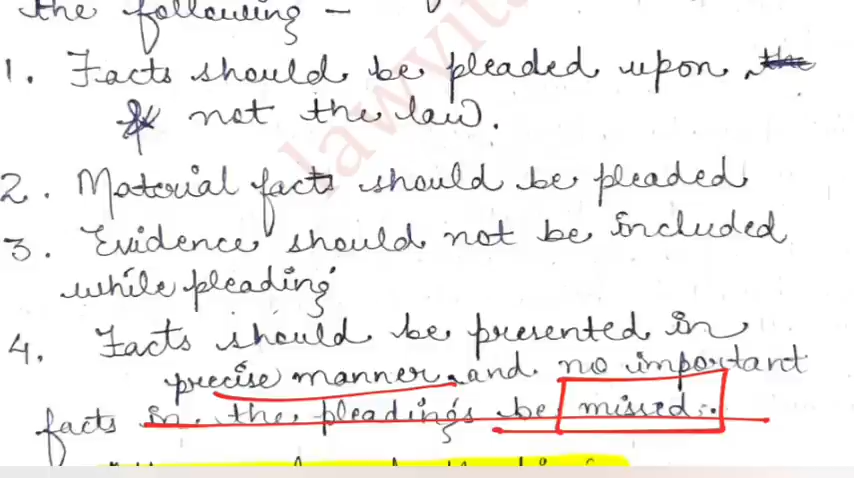 the following -
1. Facts should be pleaded upon the
not the law.
2. Material facts should be pleaded
3. Evidence should not be included
while pleading
4. Facts should be presented in
precise manner and no important
facts in the pleadings be missed.
lawvita